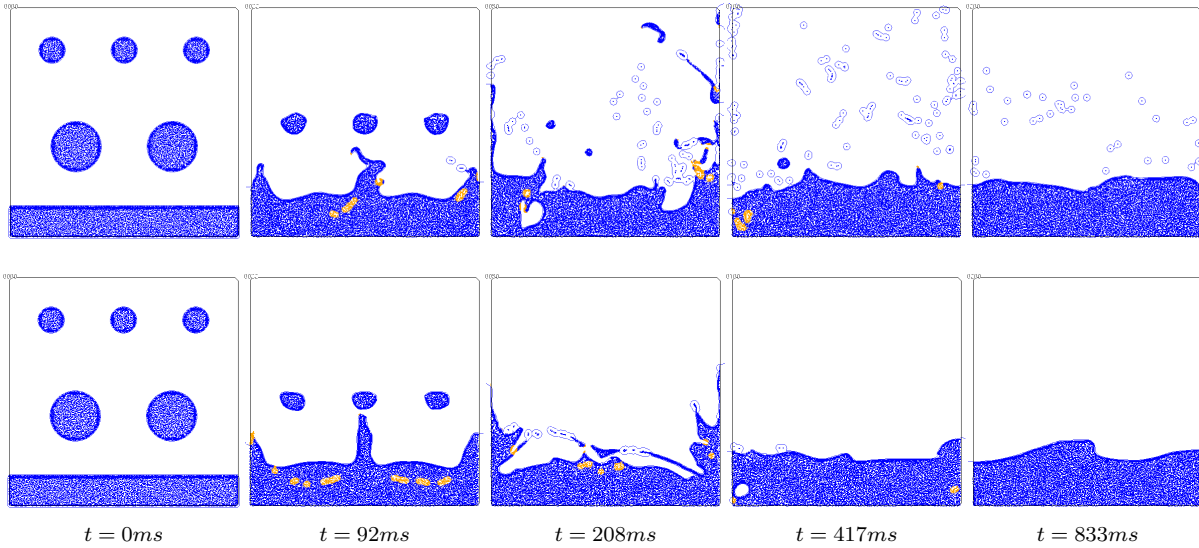 t = 0ms
t = 92ms
t = 208ms
t = 417ms
t = 833ms